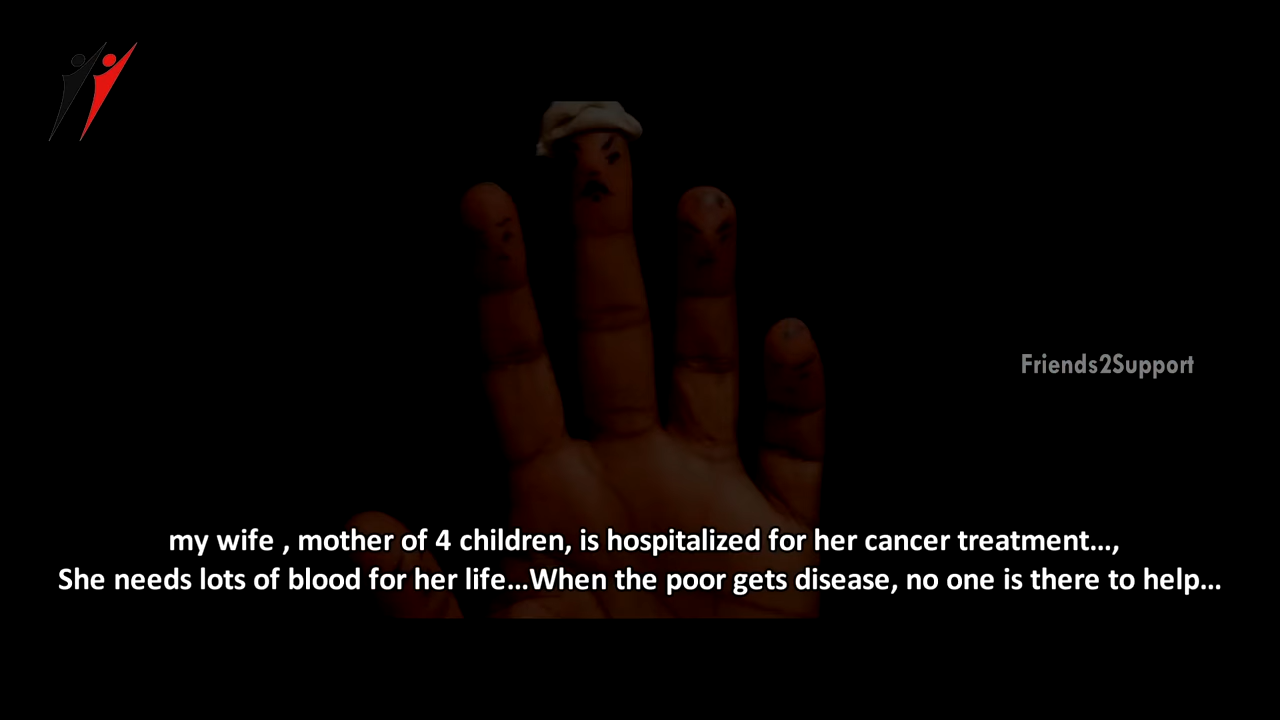 Friends2Support
my wife , mother of 4 children, is hospitalized for her cancer treatment...,
She needs lots of blood for her life...When the poor gets disease, no one is there to help...